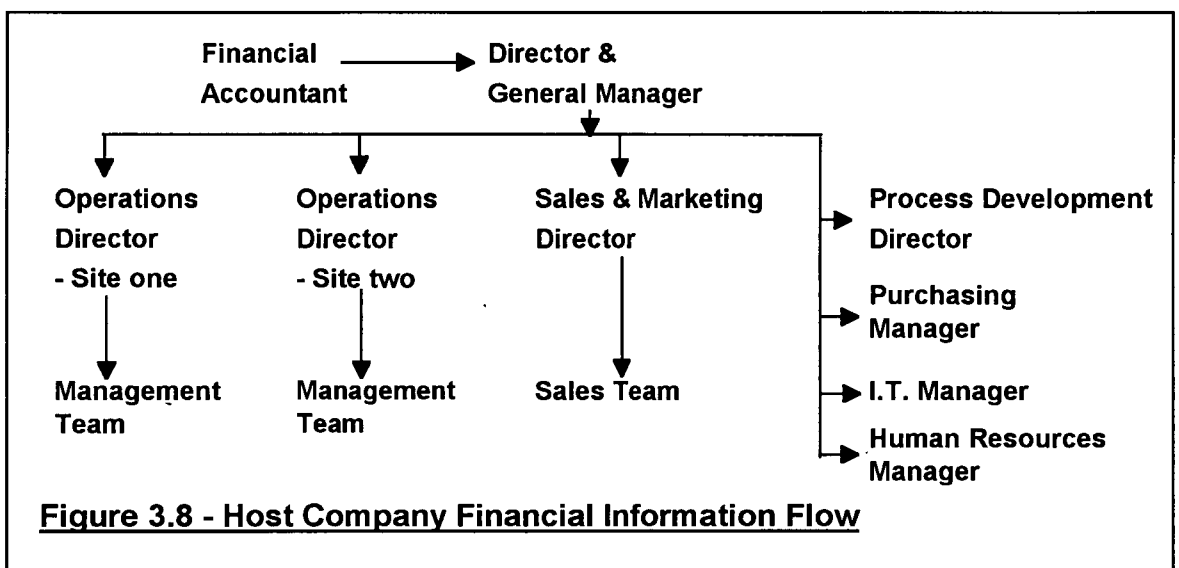 Financial
Accountant
Director &
General Manager
Operations
Director
- Site one
Operations
Director
- Site two
Sales & Marketing
Director
Process Development
Director
Purchasing
Manager
I.T. Manager
Human Resources
Manager
Management
Team
Management
Team
Sales Team
Figure 3.8 - Host Company Financial Information Flow